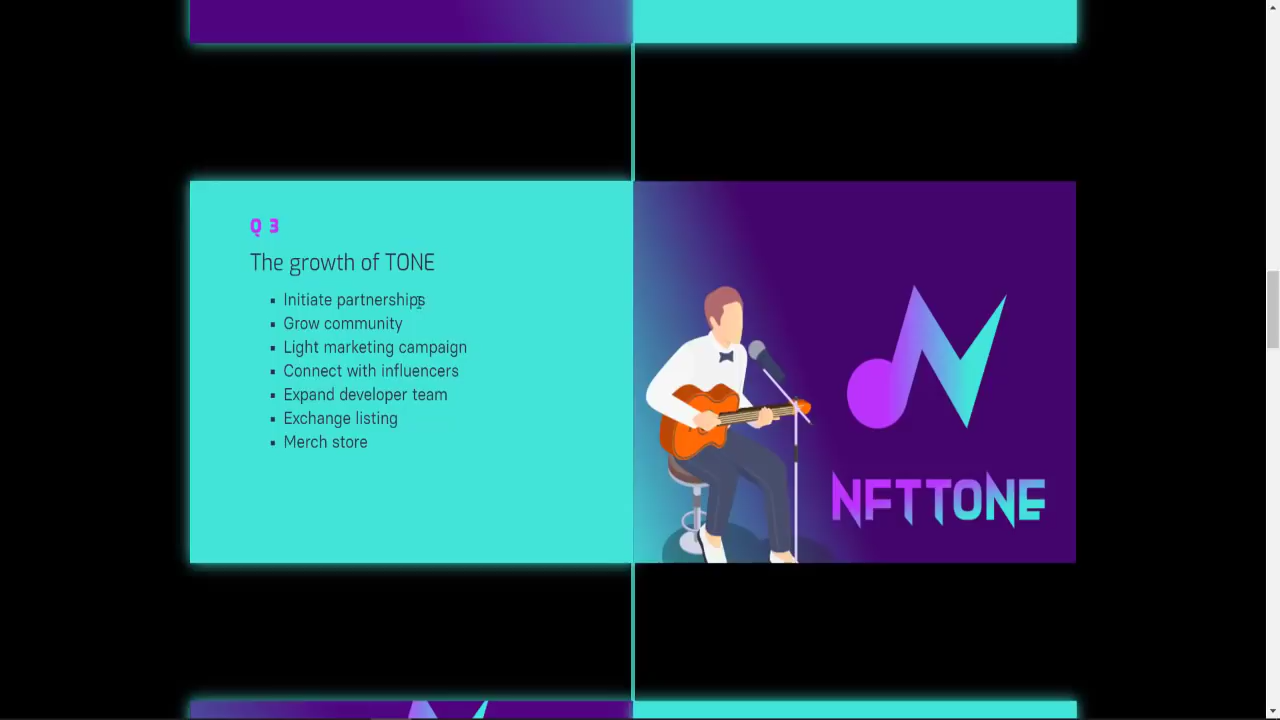 Q 3
The growth of TONE
▪ Initiate partnerships
▪ Grow community
▪ Light marketing campaign
▪ Connect with influencers
▪ Expand developer team
▪ Exchange listing
▪ Merch store
NFTTONE